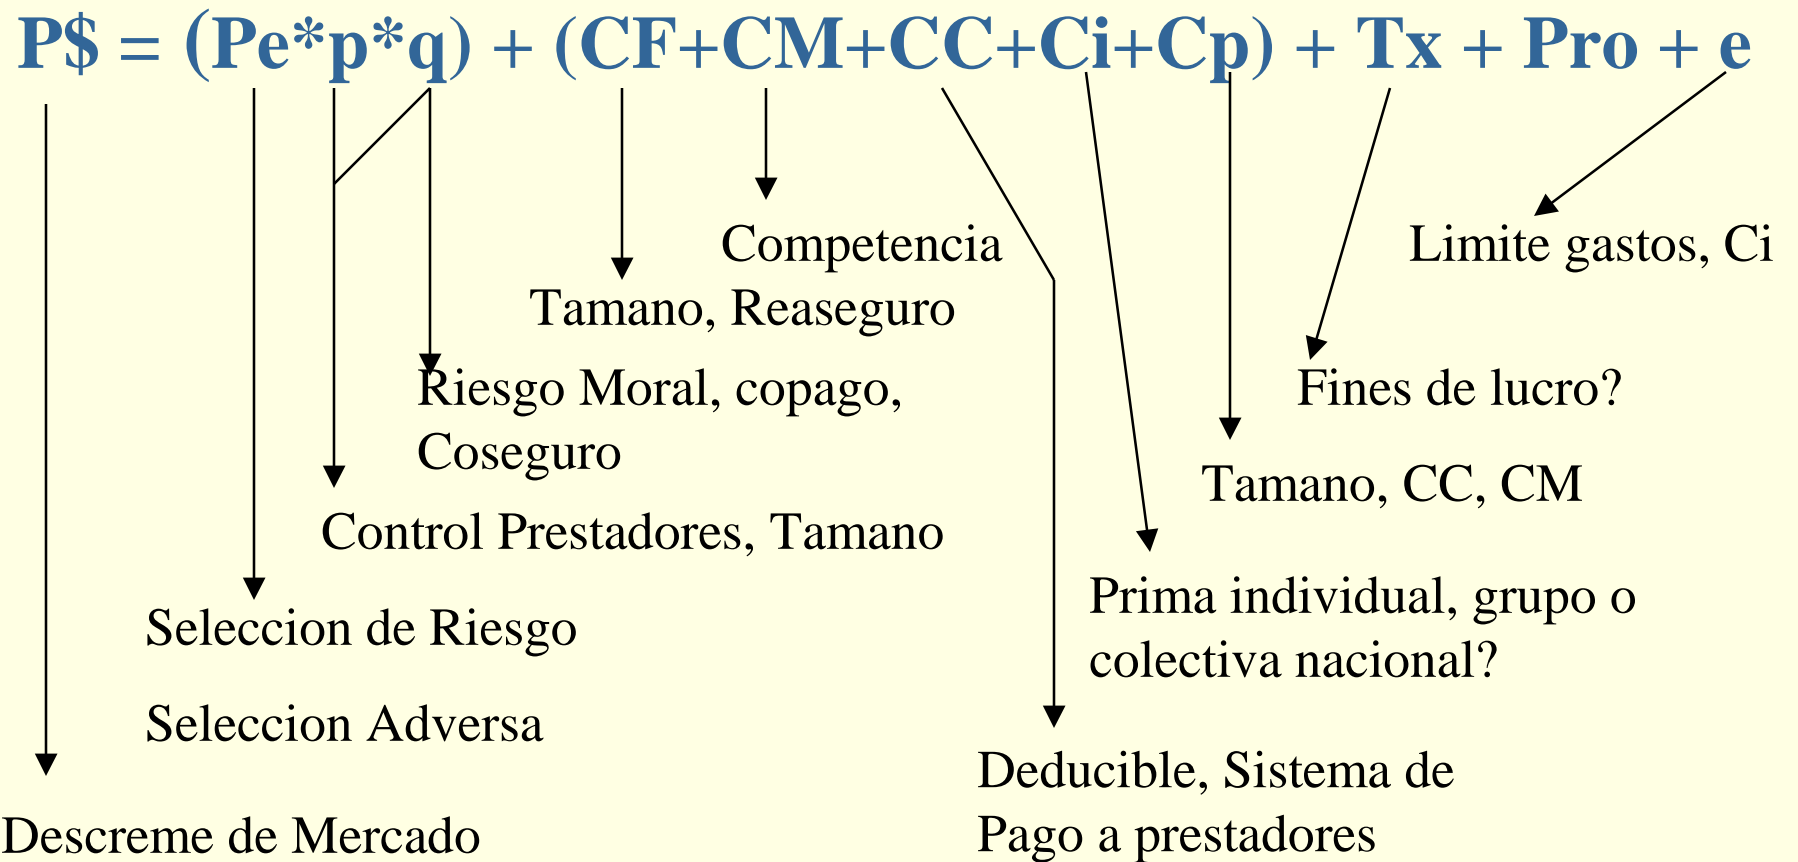 P$ = (Pe*p*q) + (CF+CM+CC+Ci+Cp) + Tx + Pro + e
Competencia
Limite gastos, Ci
Tamano, Reaseguro
Riesgo Moral, copago,
Coseguro
Fines de lucro?
Tamano, CC, CM
Control Prestadores, Tamano
Prima individual, grupo o
colectiva nacional?
Seleccion de Riesgo
Seleccion Adversa
Deducible, Sistema de
Pago a prestadores
Descreme de Mercado